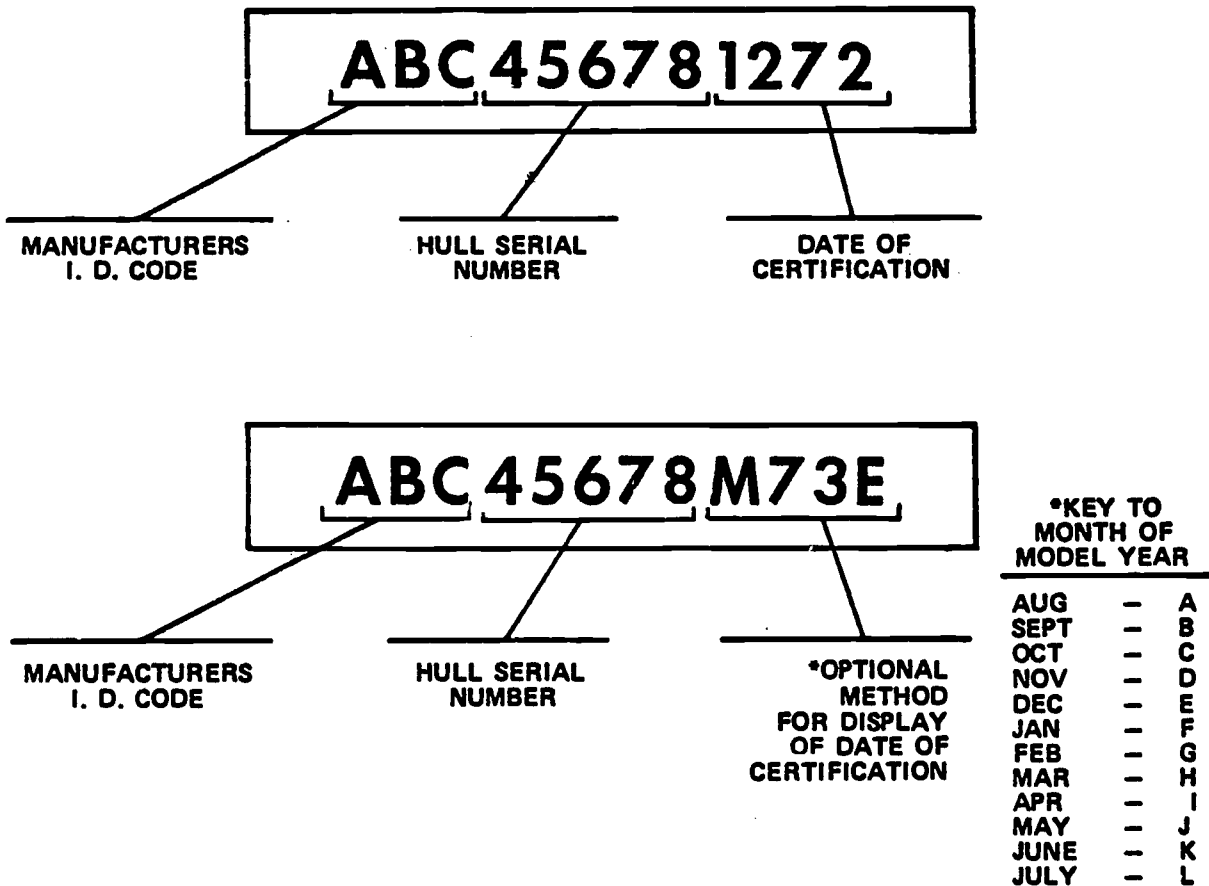 ABC456781272
MANUFACTURERS
I. D. CODE
HULL SERIAL
NUMBER
DATE OF
CERTIFICATION
ABC45678M73E
MANUFACTURERS
I. D. CODE
HULL SERIAL
NUMBER
*OPTIONAL
METHOD
FOR DISPLAY
OF DATE OF
CERTIFICATION
*KEY TO
MONTH OF
MODEL YEAR
AUG – A
SEPT – B
OCT – C
NOV – D
DEC – E
JAN – F
FEB – G
MAR – H
APR – I
MAY – J
JUNE – K
JULY – L